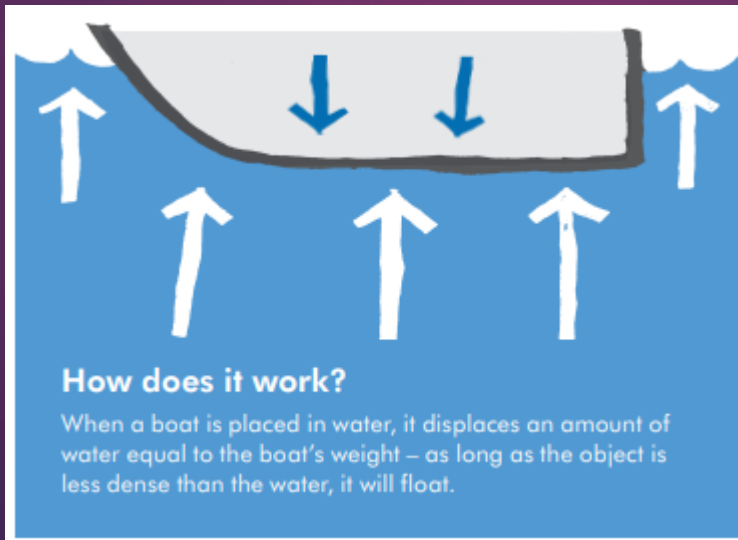 How does it work?
When a boat is placed in water, it displaces an amount of
water equal to the boat's weight – as long as the object is
less dense than the water, it will float.